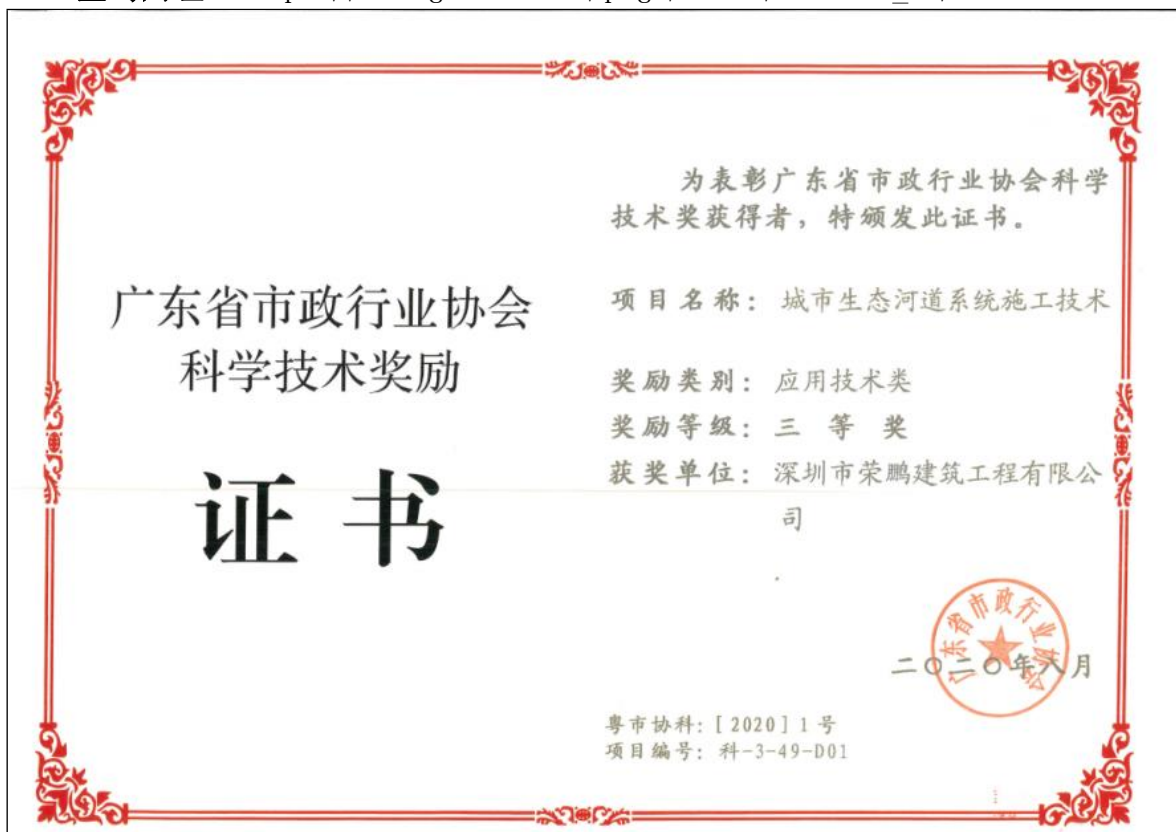 广东省市政行业协会
科学技术奖励
证书
为表彰广东省市政行业协会科学
技术奖获得者，特颁发此证书。
项目名称：城市生态河道系统施工技术
奖励类别：应用技术类
奖励等级：三 等 奖
获奖单位：深圳市荣鹏建筑工程有限公
司
广东省市政行业协会
二〇二〇年八月
粤市协科：[2020]1号
项目编号：科-3-49-D01